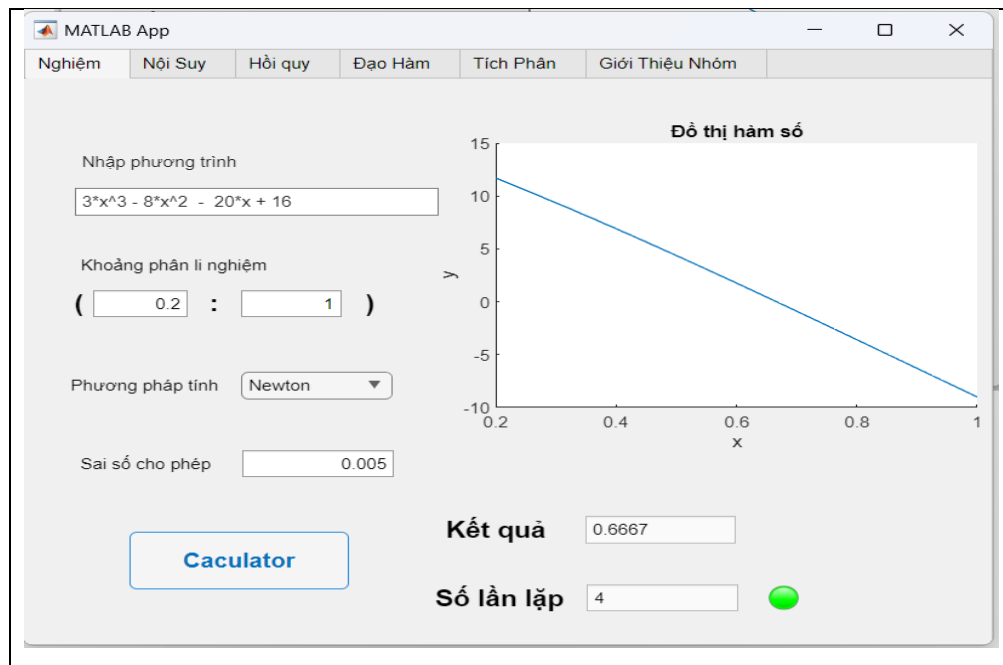 MATLAB App
Nghiệm Nội Suy Hồi quy Đạo Hàm Tích Phân Giới Thiệu Nhóm
Nhập phương trình
3*x^3 - 8*x^2 - 20*x + 16
Khoảng phân li nghiệm
( 0.2 : 1 )
Phương pháp tính Newton
Sai số cho phép 0.005
Caculator
Đồ thị hàm số
15
10
5
0
-5
-10
y
0.2 0.4 0.6 0.8 1
x
Kết quả 0.6667
Số lần lặp 4